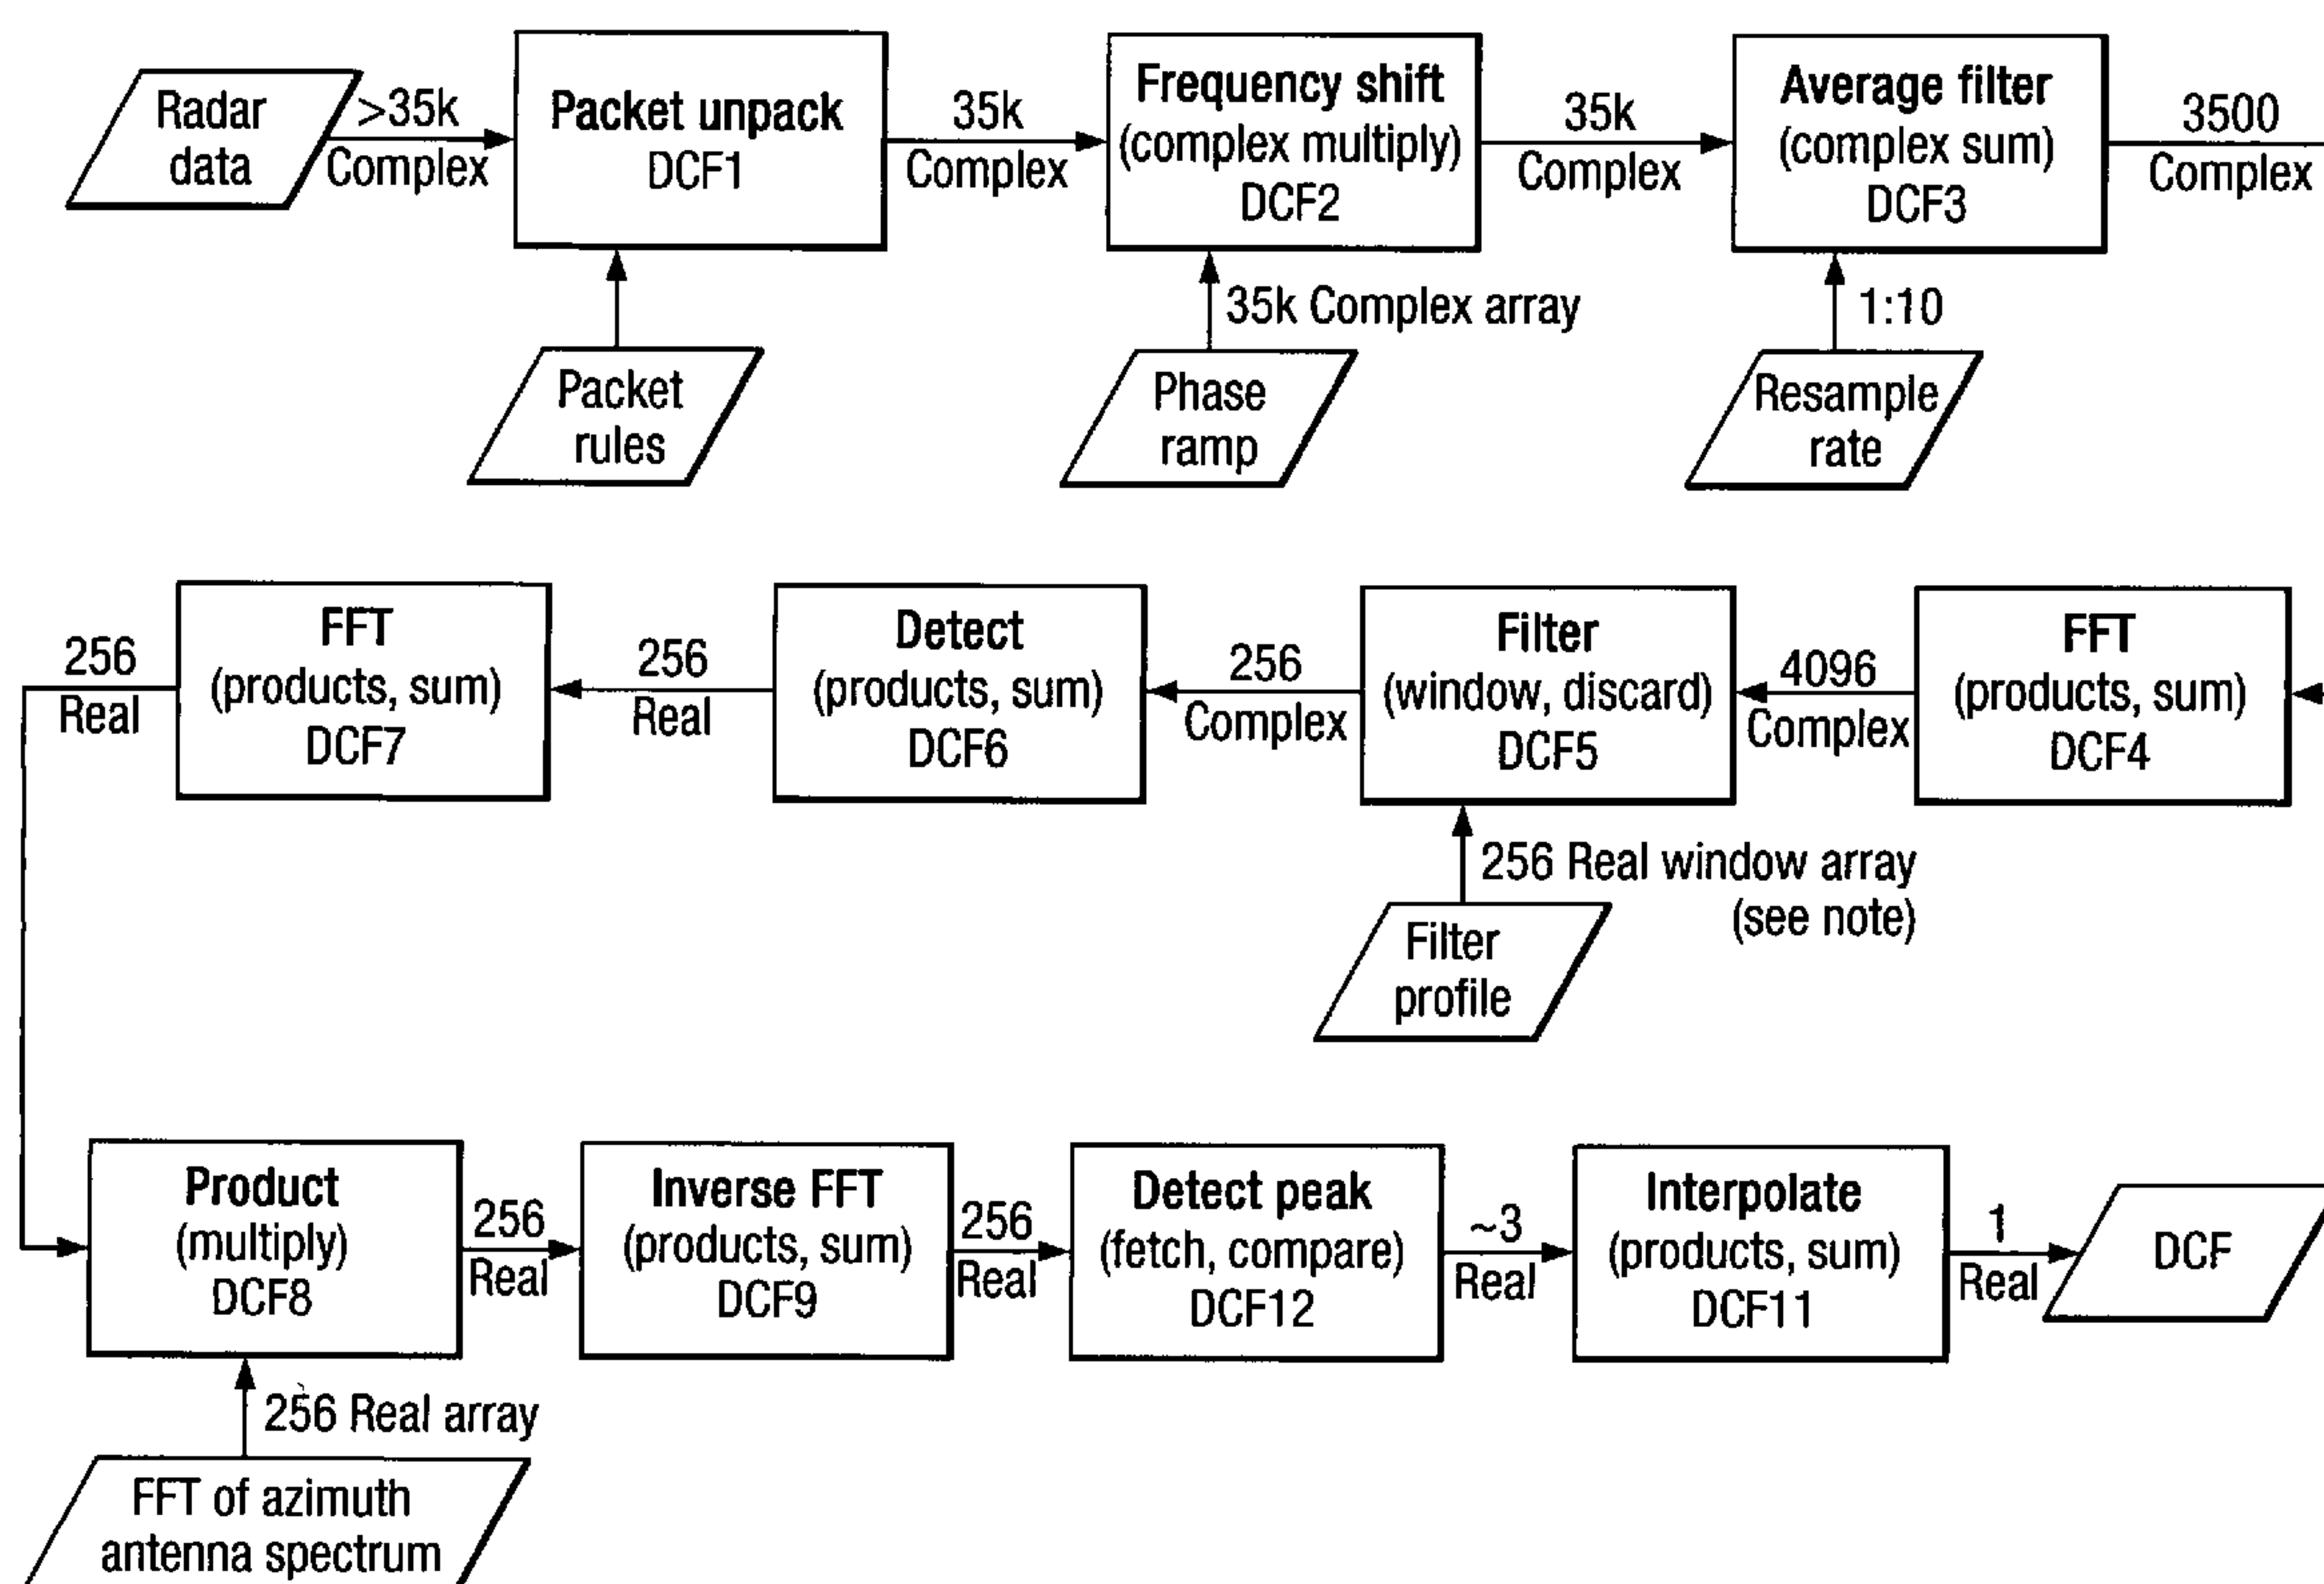 Radar
data
>35k
Complex
Packet unpack
DCF1
35k
Complex
Frequency shift
(complex multiply)
DCF2
35k
Complex
Average filter
(complex sum)
DCF3
3500
Complex
Packet
rules
35k Complex array
Phase
ramp
1:10
Resample
rate
FFT
(products, sum)
DCF4
4096
Complex
Filter
(window, discard)
DCF5
256 Real window array
(see note)
Filter
profile
256
Complex
Detect
(products, sum)
DCF6
256
Real
FFT
(products, sum)
DCF7
256
Real
Product
(multiply)
DCF8
256 Real array
FFT of azimuth
antenna spectrum
256
Real
Inverse FFT
(products, sum)
DCF9
256
Real
Detect peak
(fetch, compare)
DCF12
~3
Real
Interpolate
(products, sum)
DCF11
1
Real
DCF